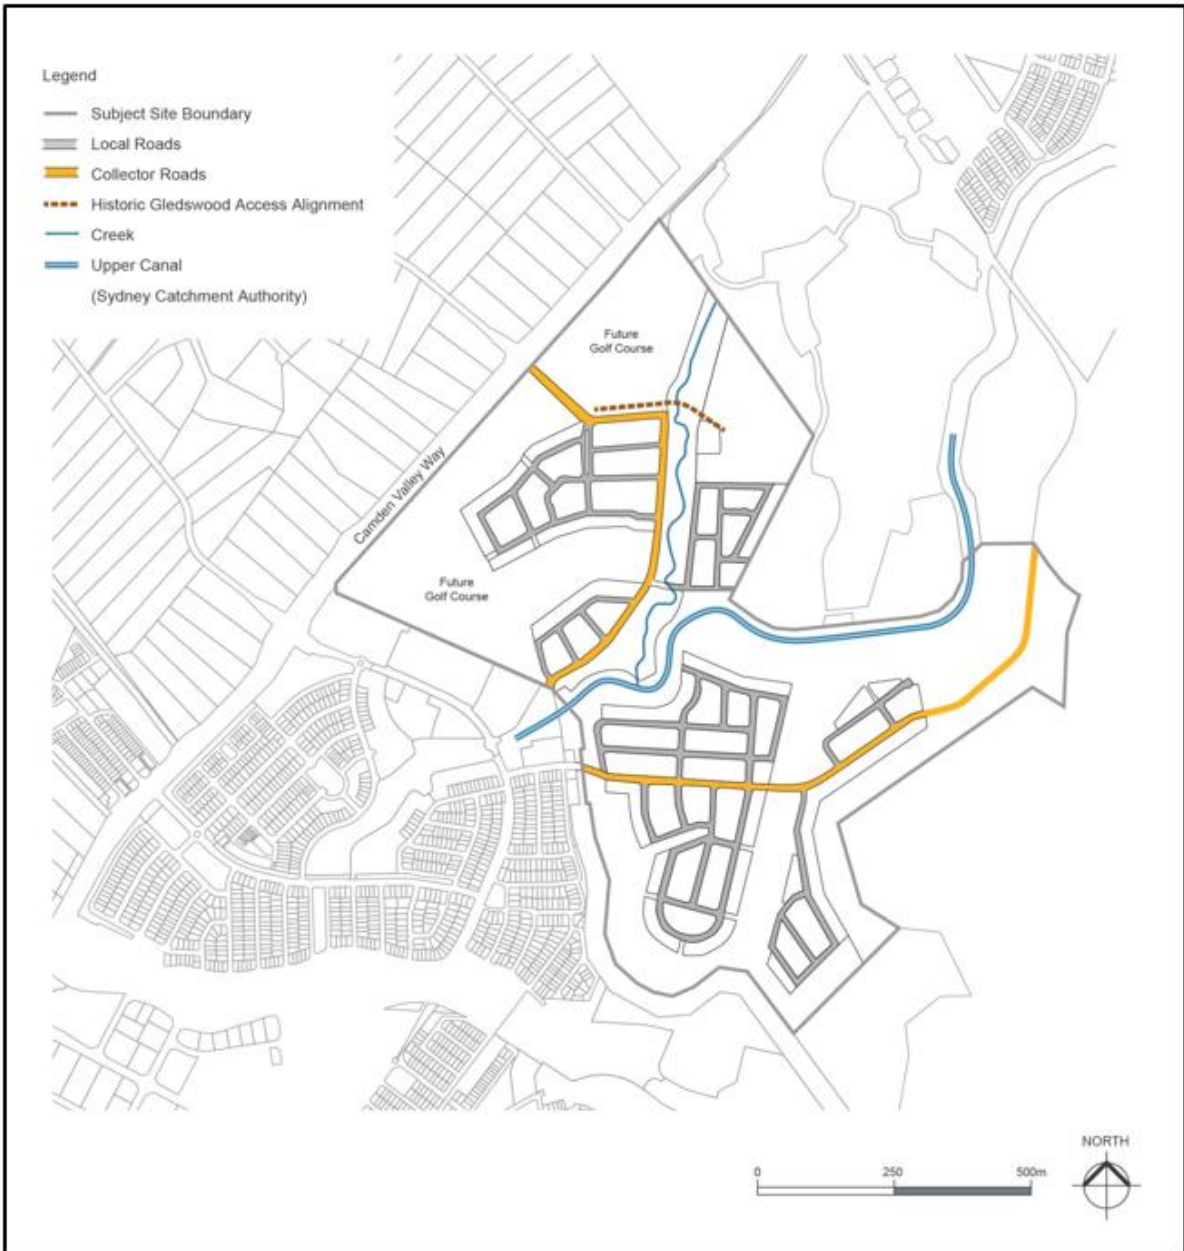 Legend
Subject Site Boundary
Local Roads
Collector Roads
Historic Gledswood Access Alignment
Creek
Upper Canal
(Sydney Catchment Authority)
Future
Golf Course
Camden Valley Way
Future
Golf Course
NORTH
0 250 500m